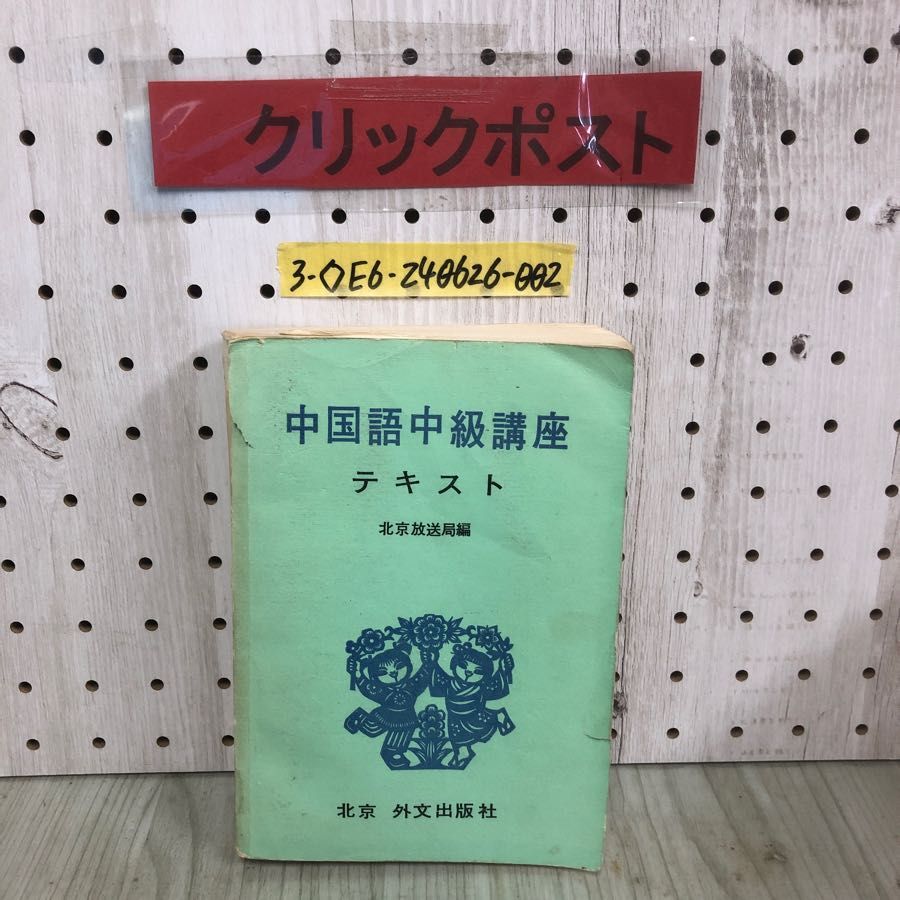 クリックポスト
3-◇E6-240626-002
中国語中級講座
テキスト
北京放送局編
北京 外文出版社